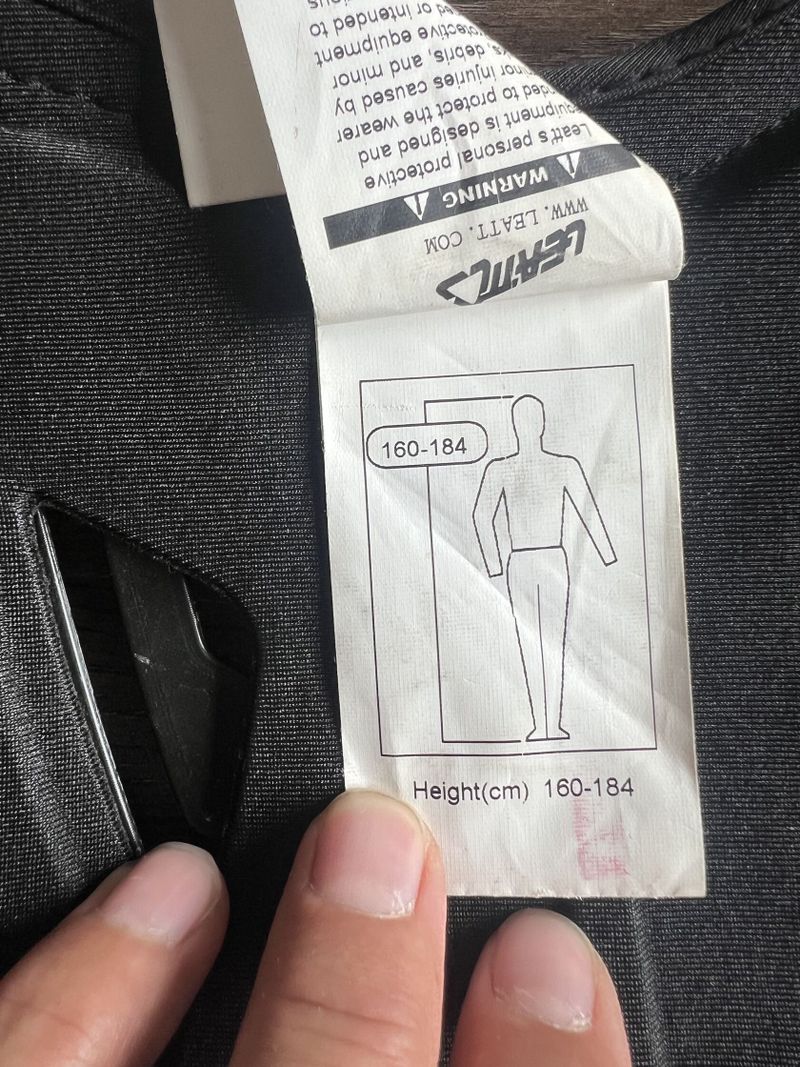 LEATT
WWW.LEATT.COM
WARNING
Leatt's personal protective
equipment is designed and
to protect the wearer
minor injuries caused by
debris and minor
protective equipment
or intended to
160-184
Height(cm) 160-184